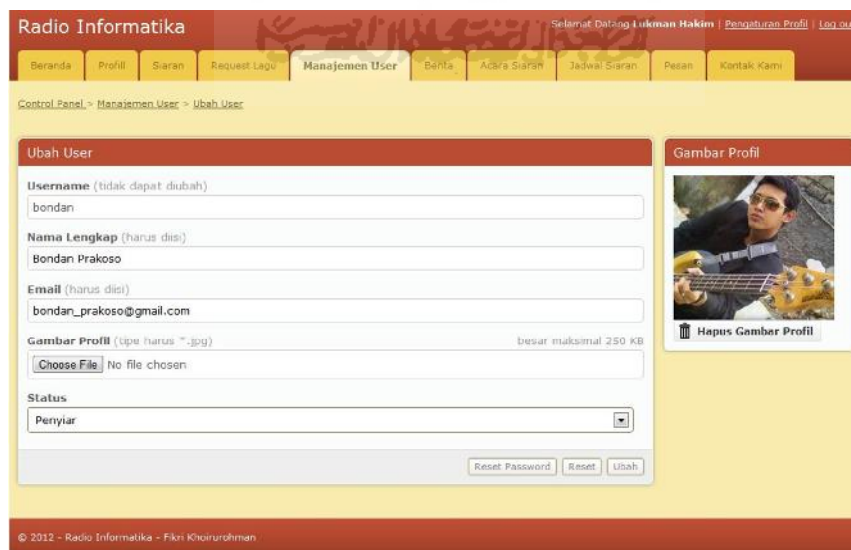 Radio Informatika
Selamat Datang Lukman Hakim | Pengaturan Profil | Log ou
Beranda Profil Siaran Request Lagu Manajemen User Berita Acara Siaran Jadwal Siaran Pesan Kontak Kami
Control Panel > Manajemen User > Ubah User
Ubah User
Username (tidak dapat diubah)
bondan
Nama Lengkap (harus diisi)
Bondan Prakoso
Email (harus diisi)
bondan_prakoso@gmail.com
Gambar Profil (tipe harus *.jpg) besar maksimal 250 KB
Choose File No file chosen
Status
Penyiar
Reset Password Reset Ubah
Gambar Profil
Hapus Gambar Profil
© 2012 - Radio Informatika - Fikri Khoirurohman